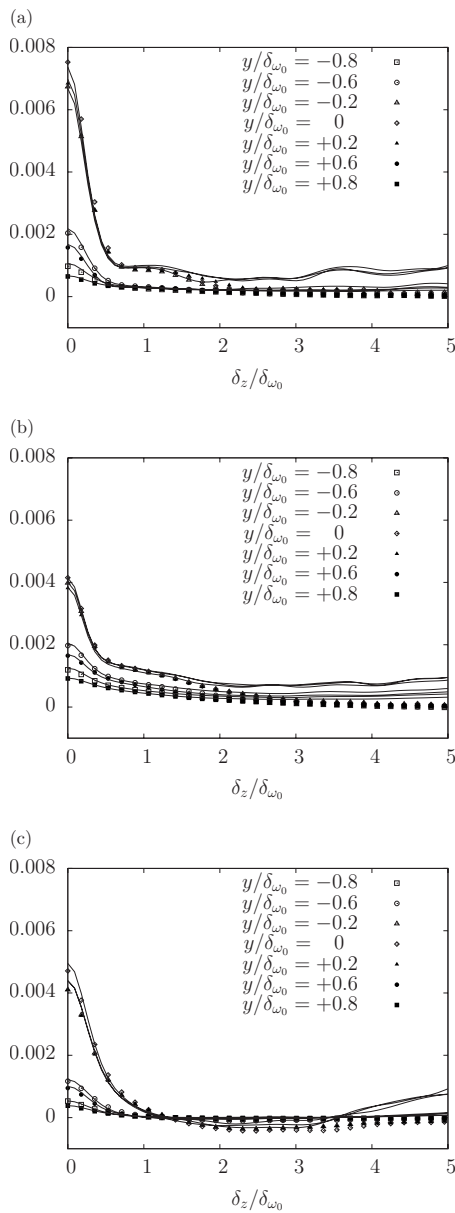 (a)
0.008
0.006
0.004
0.002
0
y/δω₀ = −0.8
y/δω₀ = −0.6
y/δω₀ = −0.2
y/δω₀ = 0
y/δω₀ = +0.2
y/δω₀ = +0.6
y/δω₀ = +0.8
0 1 2 3 4 5
δz/δω₀
(b)
0.008
0.006
0.004
0.002
0
y/δω₀ = −0.8
y/δω₀ = −0.6
y/δω₀ = −0.2
y/δω₀ = 0
y/δω₀ = +0.2
y/δω₀ = +0.6
y/δω₀ = +0.8
0 1 2 3 4 5
δz/δω₀
(c)
0.008
0.006
0.004
0.002
0
y/δω₀ = −0.8
y/δω₀ = −0.6
y/δω₀ = −0.2
y/δω₀ = 0
y/δω₀ = +0.2
y/δω₀ = +0.6
y/δω₀ = +0.8
0 1 2 3 4 5
δz/δω₀